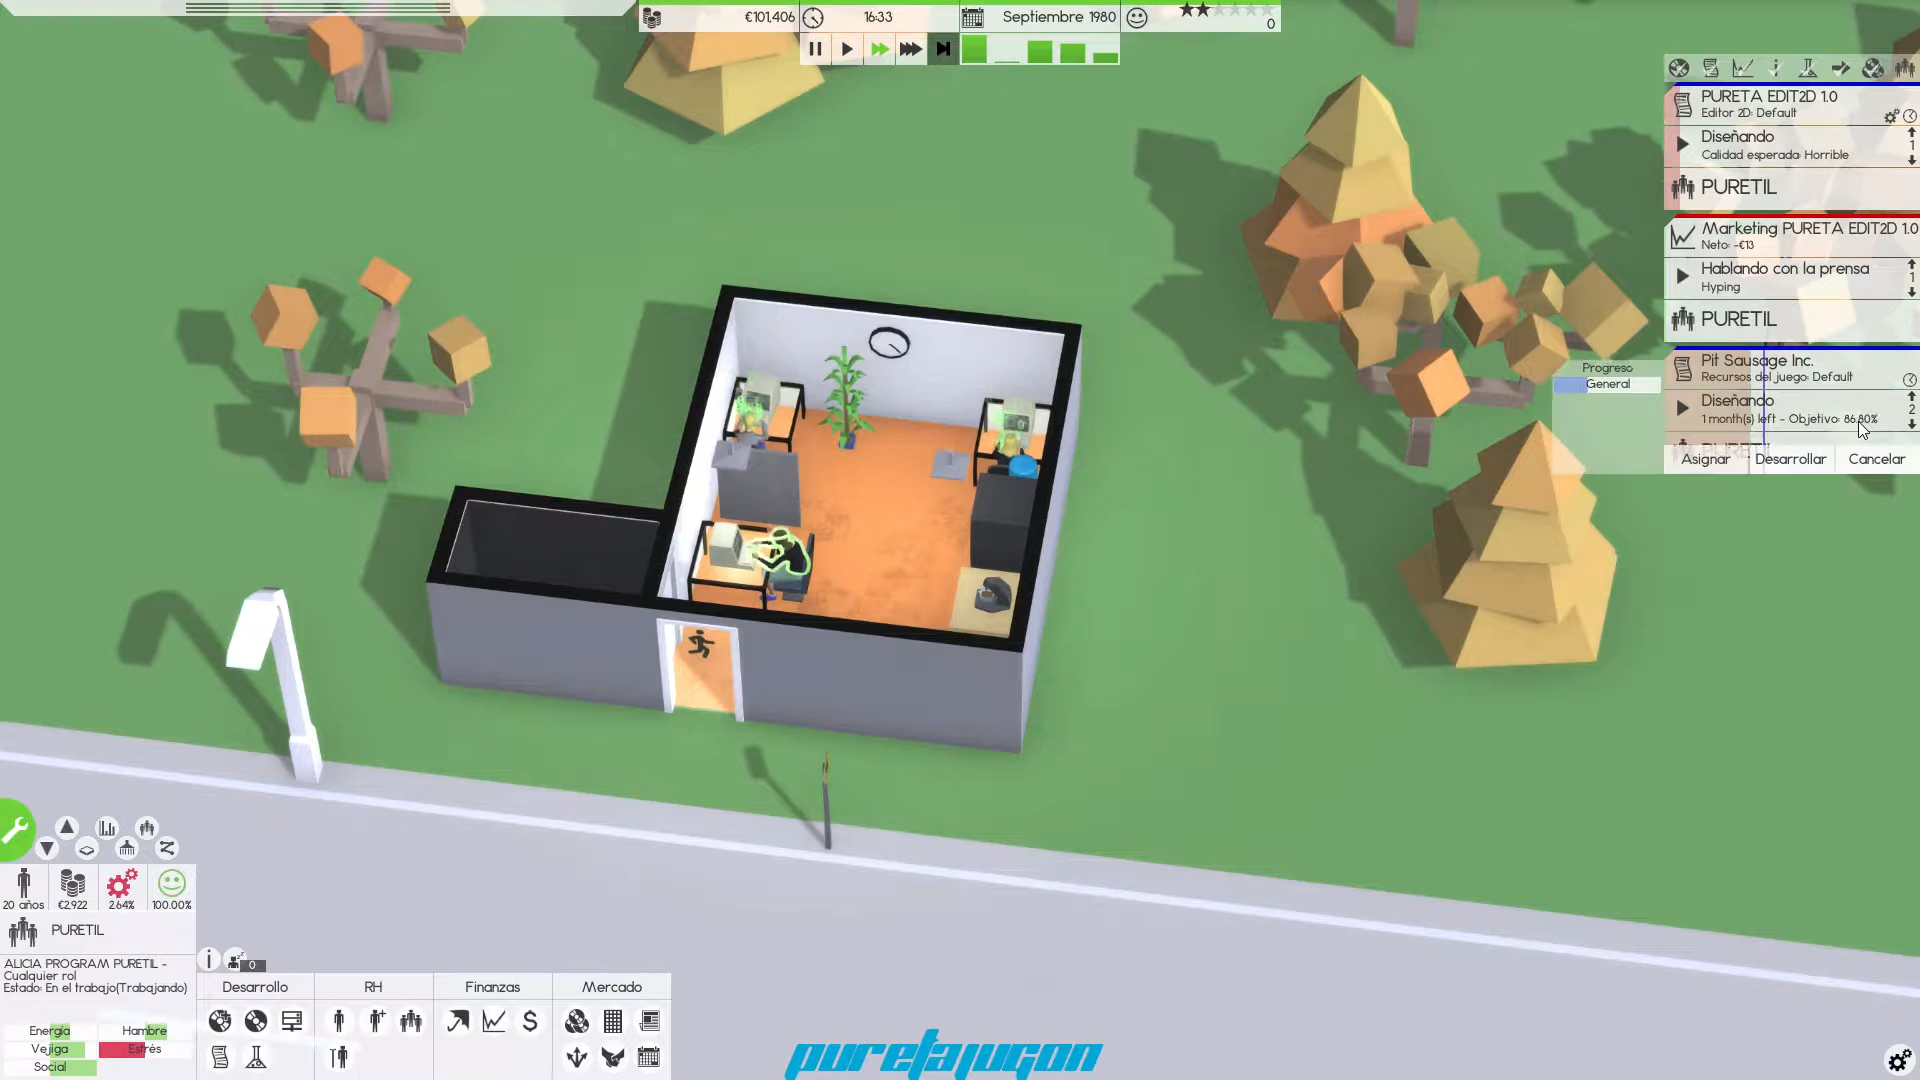 €101,406
16:33
Septiembre 1980
0
PURETA EDIT2D 1.0
Editor 2D: Default
Diseñando
1
Calidad esperada: Horrible
PURETIL
Marketing PURETA EDIT2D 1.0
Neto: -€13
Hablando con la prensa
1
Hyping
PURETIL
Pit Sausage Inc.
Recursos del juego: Default
Progreso
General
Diseñando
2
1 month(s) left - Objetivo: 86.80%
PURETIL
Asignar
Desarrollar
Cancelar
20 años
€2,922
2.64%
100.00%
PURETIL
ALICIA PROGRAM PURETIL -
Cualquier rol
Estado: En el trabajo(Trabajando)
0
Energía
Hambre
Vejiga
Estrés
Social
Desarrollo
RH
Finanzas
Mercado
puretajugon